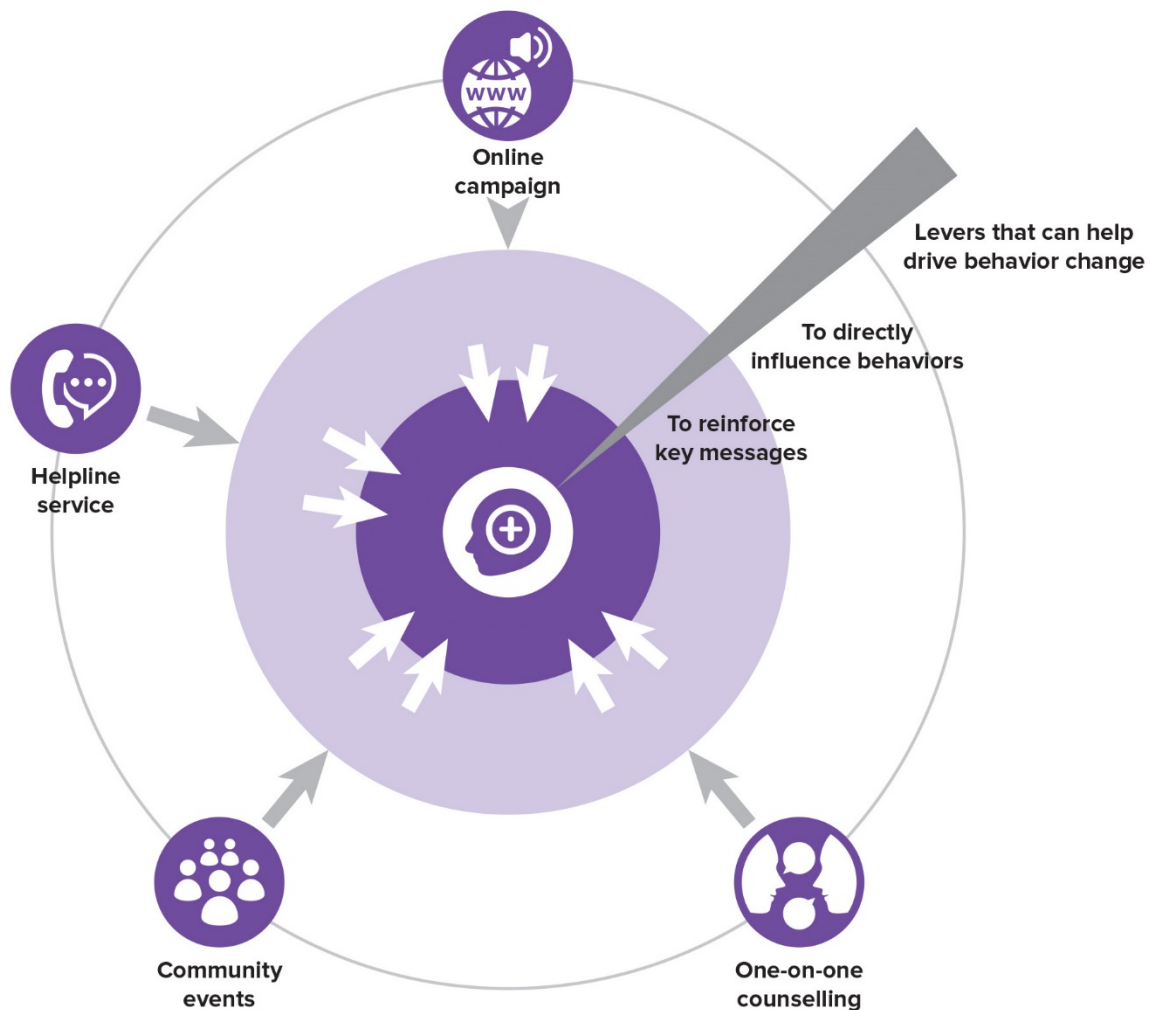 WWW
Online
campaign
Levers that can help
drive behavior change
To directly
influence behaviors
To reinforce
key messages
Helpline
service
Community
events
One-on-one
counselling